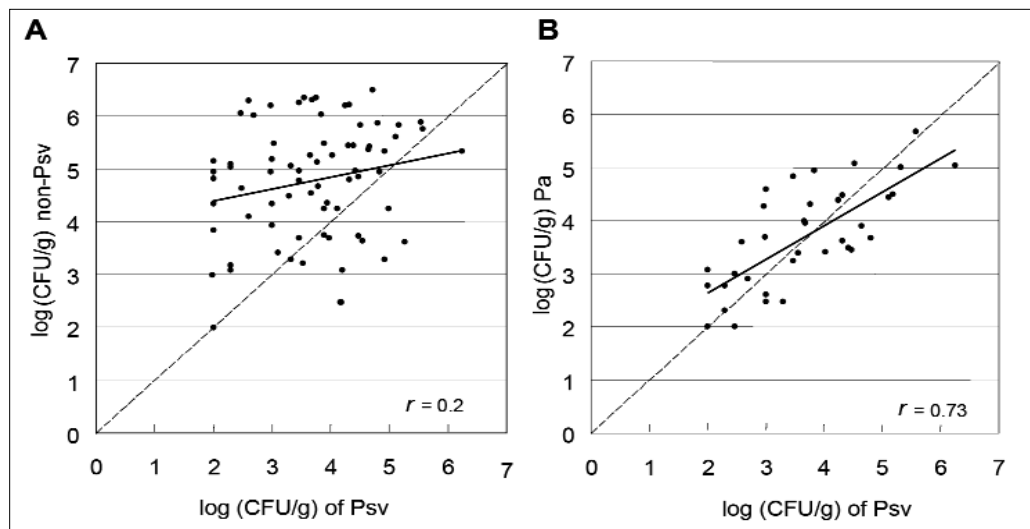 A
7
6
5
4
3
2
1
0
log (CFU/g) non-Psv
r = 0.2
0 1 2 3 4 5 6 7
log (CFU/g) of Psv
B
7
6
5
4
3
2
1
0
log (CFU/g) Pa
r = 0.73
0 1 2 3 4 5 6 7
log (CFU/g) of Psv